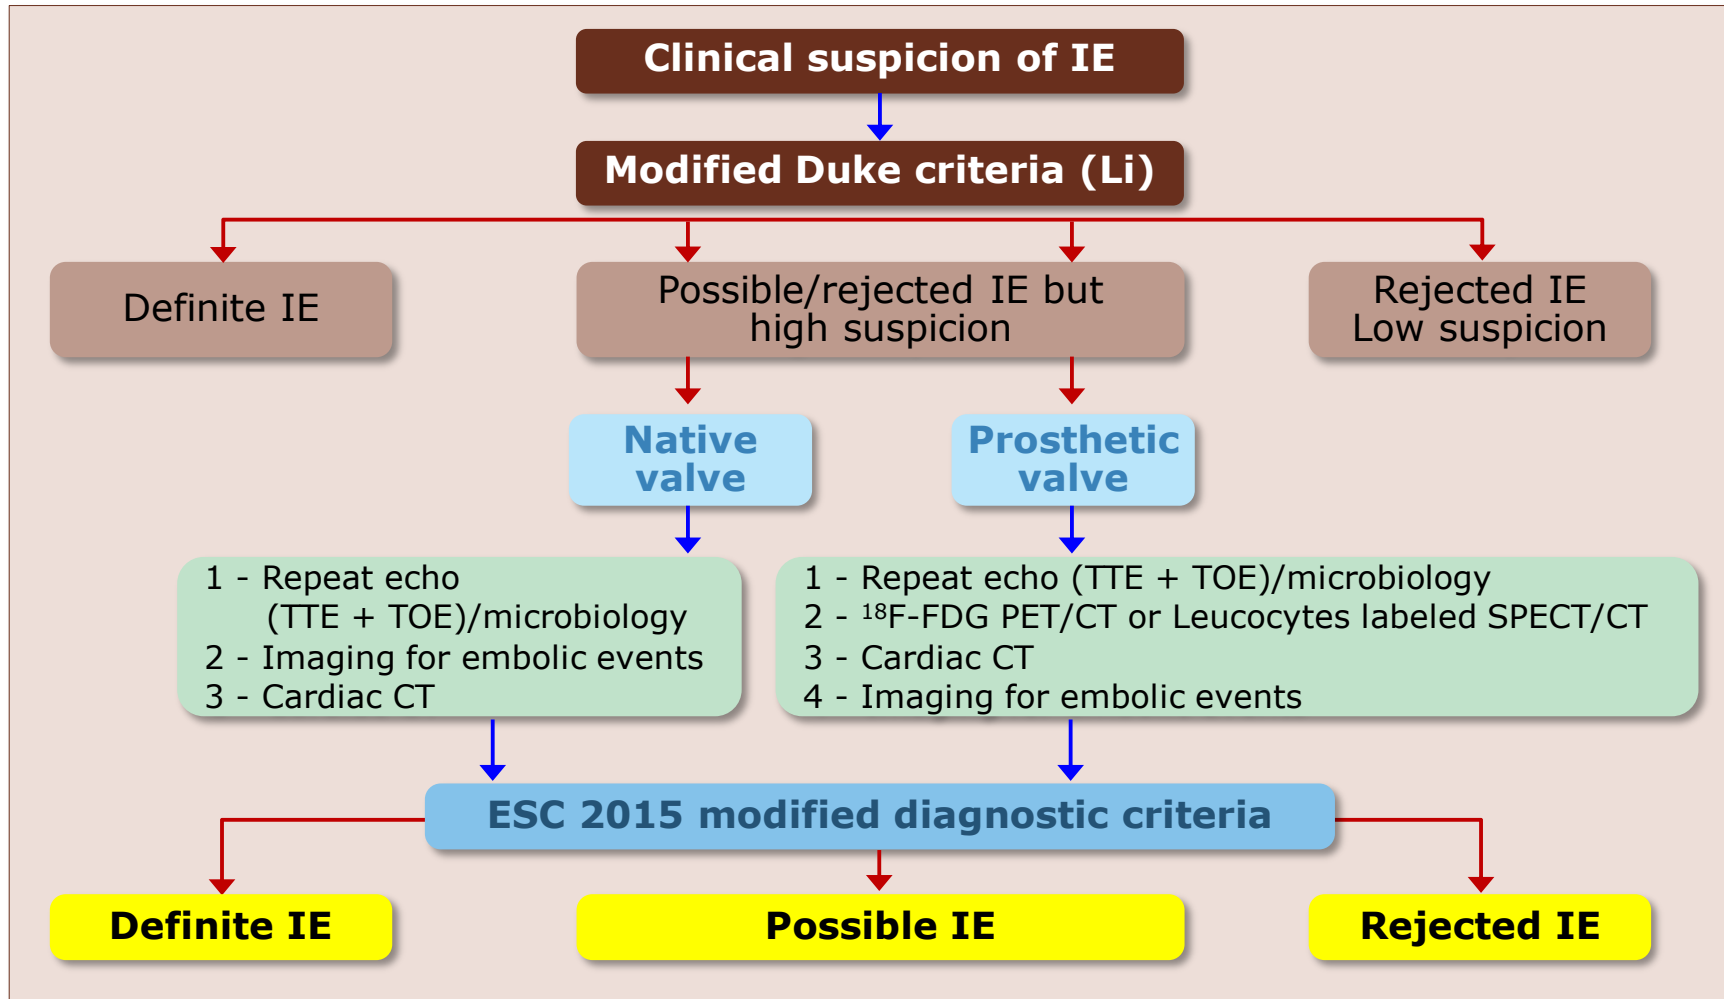 Clinical suspicion of IE
Modified Duke criteria (Li)
Definite IE
Possible/rejected IE but
high suspicion
Rejected IE
Low suspicion
Native
valve
Prosthetic
valve
1 - Repeat echo
(TTE + TOE)/microbiology
2 - Imaging for embolic events
3 - Cardiac CT
1 - Repeat echo (TTE + TOE)/microbiology
2 - ¹⁸F-FDG PET/CT or Leucocytes labeled SPECT/CT
3 - Cardiac CT
4 - Imaging for embolic events
ESC 2015 modified diagnostic criteria
Definite IE
Possible IE
Rejected IE